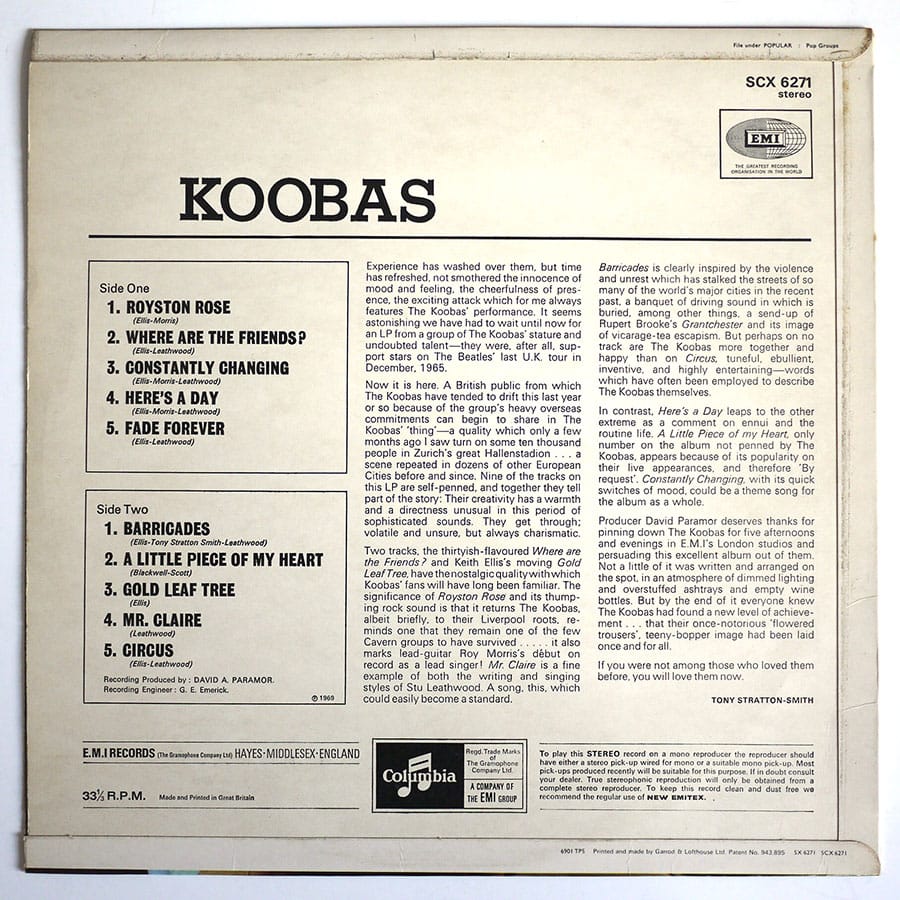 File under POPULAR : Pop Groups
SCX 6271
stereo
EMI
THE GREATEST RECORDING
ORGANISATION IN THE WORLD
KOOBAS
Side One
1. ROYSTON ROSE
(Ellis-Morris)
2. WHERE ARE THE FRIENDS?
(Ellis-Leathwood)
3. CONSTANTLY CHANGING
(Ellis-Morris-Leathwood)
4. HERE'S A DAY
(Ellis-Morris-Leathwood)
5. FADE FOREVER
(Ellis-Leathwood)
Side Two
1. BARRICADES
(Ellis-Tony Stratton Smith-Leathwood)
2. A LITTLE PIECE OF MY HEART
(Blackwell-Scott)
3. GOLD LEAF TREE
(Ellis)
4. MR. CLAIRE
(Leathwood)
5. CIRCUS
(Ellis-Leathwood)
Recording Produced by : DAVID A. PARAMOR.
Recording Engineer : G. E. Emerick.
℗ 1969
Experience has washed over them, but time
has refreshed, not smothered the innocence of
mood and feeling, the cheerfulness of pres-
ence, the exciting attack which for me always
features The Koobas' performance. It seems
astonishing we have had to wait until now for
an LP from a group of The Koobas' stature and
undoubted talent—they were, after all, sup-
port stars on The Beatles' last U.K. tour in
December, 1965.
Now it is here. A British public from which
The Koobas have tended to drift this last year
or so because of the group's heavy overseas
commitments can begin to share in The
Koobas' 'thing'—a quality which only a few
months ago I saw turn on some ten thousand
people in Zurich's great Hallenstadion . . . a
scene repeated in dozens of other European
Cities before and since. Nine of the tracks on
this LP are self-penned, and together they tell
part of the story: Their creativity has a warmth
and a directness unusual in this period of
sophisticated sounds. They get through;
volatile and unsure, but always charismatic.
Two tracks, the thirtyish-flavoured Where are
the Friends? and Keith Ellis's moving Gold
Leaf Tree, have the nostalgic quality with which
Koobas' fans will have long been familiar. The
significance of Royston Rose and its thump-
ing rock sound is that it returns The Koobas,
albeit briefly, to their Liverpool roots, re-
minds one that they remain one of the few
Cavern groups to have survived . . . . . it also
marks lead-guitar Roy Morris's début on
record as a lead singer! Mr. Claire is a fine
example of both the writing and singing
styles of Stu Leathwood. A song, this, which
could easily become a standard.
Barricades is clearly inspired by the violence
and unrest which has stalked the streets of so
many of the world's major cities in the recent
past, a banquet of driving sound in which is
buried, among other things, a send-up of
Rupert Brooke's Grantchester and its image
of vicarage-tea escapism. But perhaps on no
track are The Koobas more together and
happy than on Circus, tuneful, ebullient,
inventive, and highly entertaining—words
which have often been employed to describe
The Koobas themselves.
In contrast, Here's a Day leaps to the other
extreme as a comment on ennui and the
routine life. A Little Piece of my Heart, only
number on the album not penned by The
Koobas, appears because of its popularity on
their live appearances, and therefore 'By
request'. Constantly Changing, with its quick
switches of mood, could be a theme song for
the album as a whole.
Producer David Paramor deserves thanks for
pinning down The Koobas for five afternoons
and evenings in E.M.I's London studios and
persuading this excellent album out of them.
Not a little of it was written and arranged on
the spot, in an atmosphere of dimmed lighting
and overstuffed ashtrays and empty wine
bottles. But by the end of it everyone knew
The Koobas had found a new level of achieve-
ment . . . that their once-notorious 'flowered
trousers', teeny-bopper image had been laid
once and for all.
If you were not among those who loved them
before, you will love them now.
TONY STRATTON-SMITH
E.M.I RECORDS (The Gramophone Company Ltd) HAYES·MIDDLESEX·ENGLAND
33⅓ R.P.M. Made and Printed in Great Britain
Columbia
Regd. Trade Marks
of The Gramophone
Company Ltd.
A COMPANY OF
THE EMI GROUP
To play this STEREO record on a mono reproducer the reproducer should
have either a stereo pick-up wired for mono or a suitable mono pick-up. Most
pick-ups produced recently will be suitable for this purpose. If in doubt consult
your dealer. True stereophonic reproduction will only be obtained from a
complete stereo reproducer. To keep this record clean and dust free we
recommend the regular use of NEW EMITEX.
6901 TPS Printed and made by Garrod & Lofthouse Ltd. Patent No. 943,895 SX 6271 SCX 6271